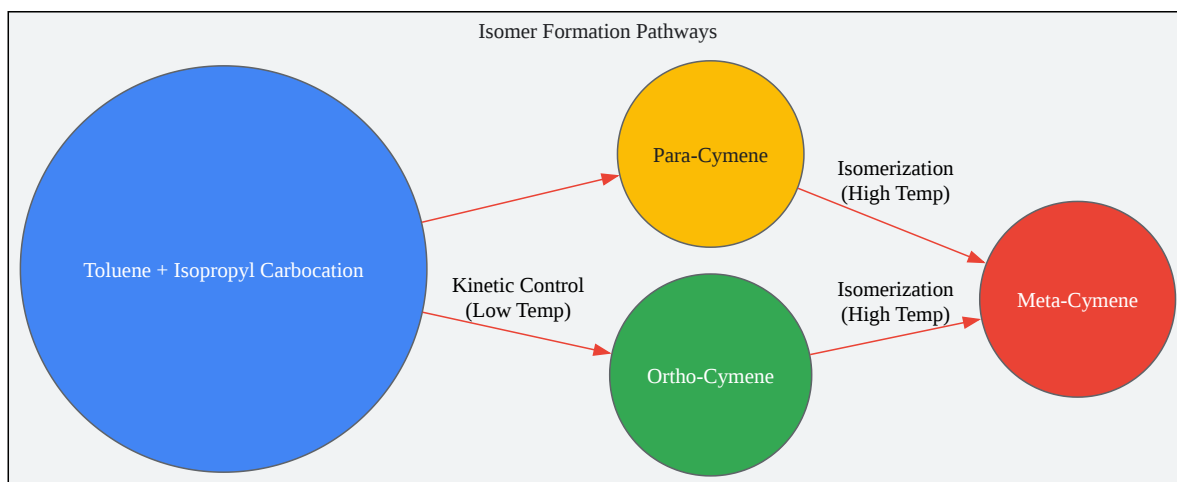 Isomer Formation Pathways
Para-Cymene
Isomerization
(High Temp)
Toluene + Isopropyl Carbocation
Kinetic Control
(Low Temp)
Isomerization
(High Temp)
Meta-Cymene
Ortho-Cymene